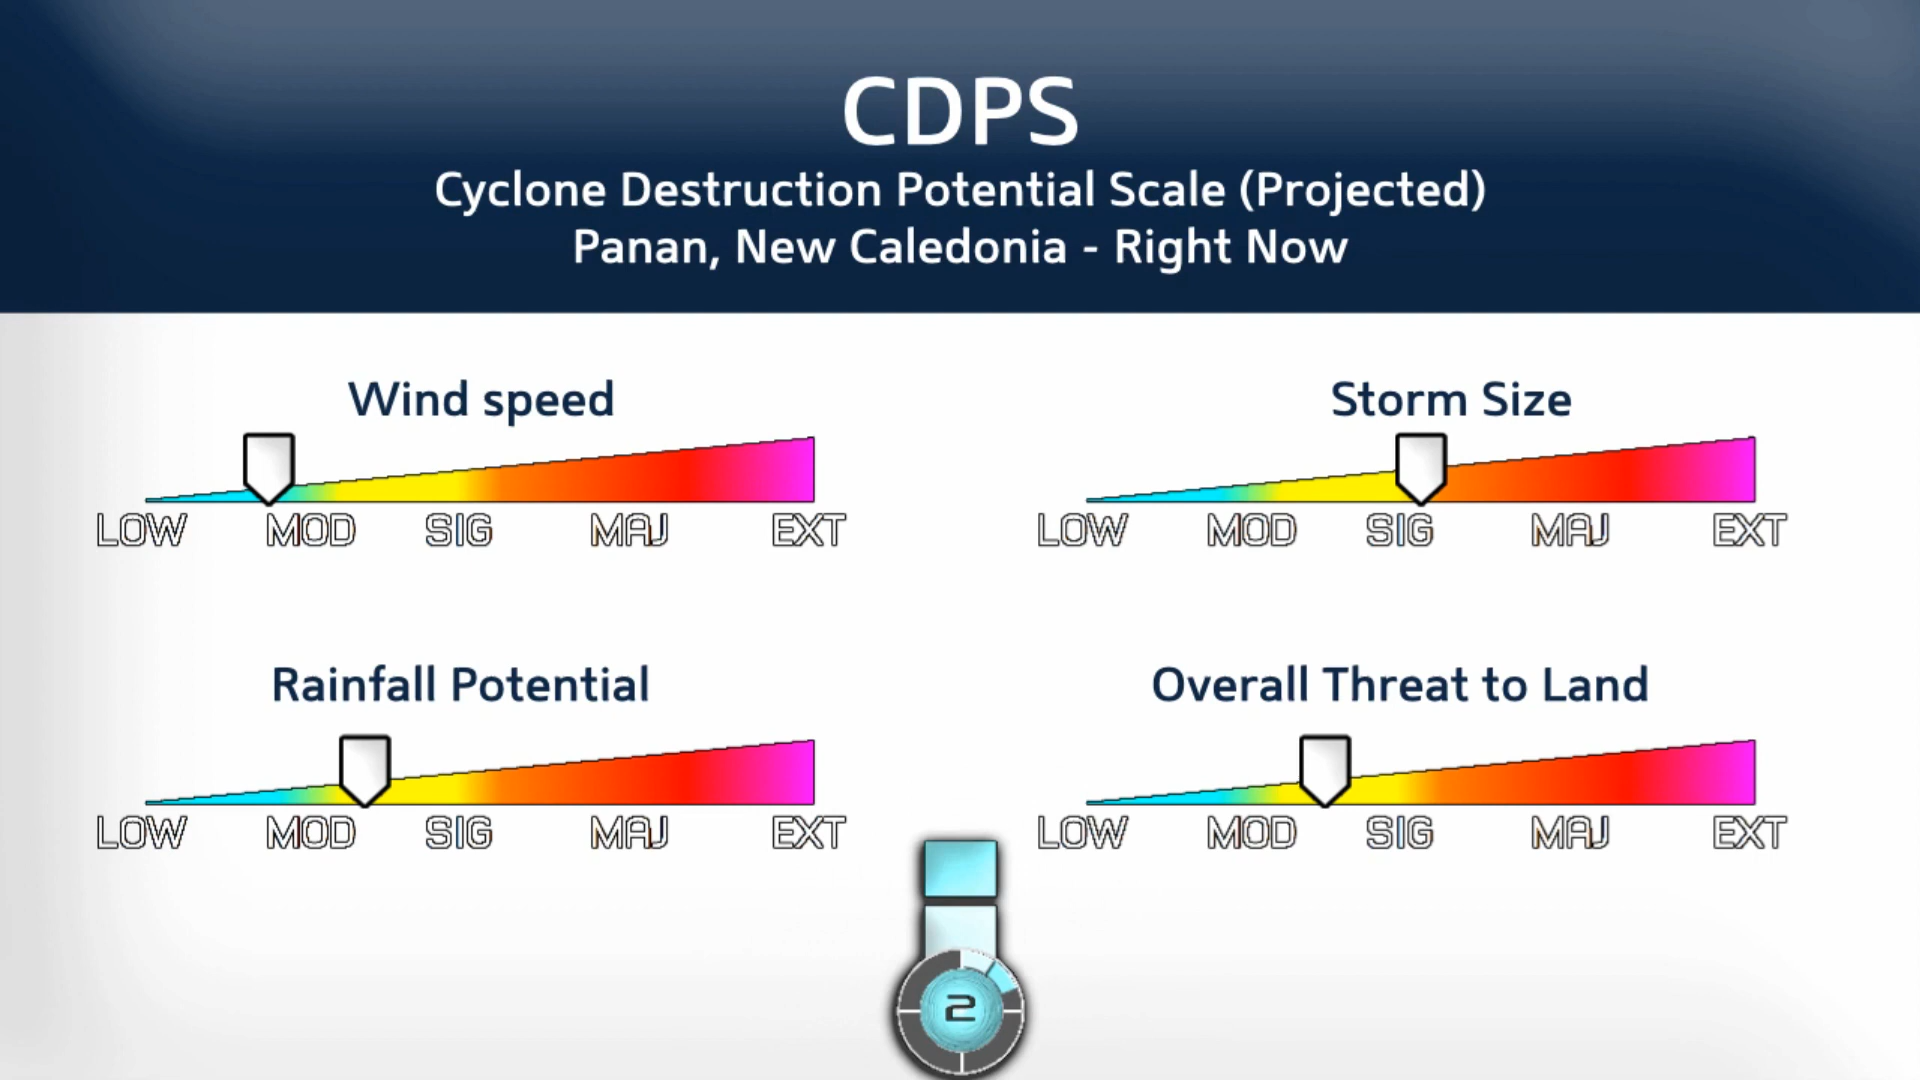 CDPS
Cyclone Destruction Potential Scale (Projected)
Panan, New Caledonia - Right Now
Wind speed
LOW MOD SIG MAJ EXT
Storm Size
LOW MOD SIG MAJ EXT
Rainfall Potential
LOW MOD SIG MAJ EXT
Overall Threat to Land
LOW MOD SIG MAJ EXT
2